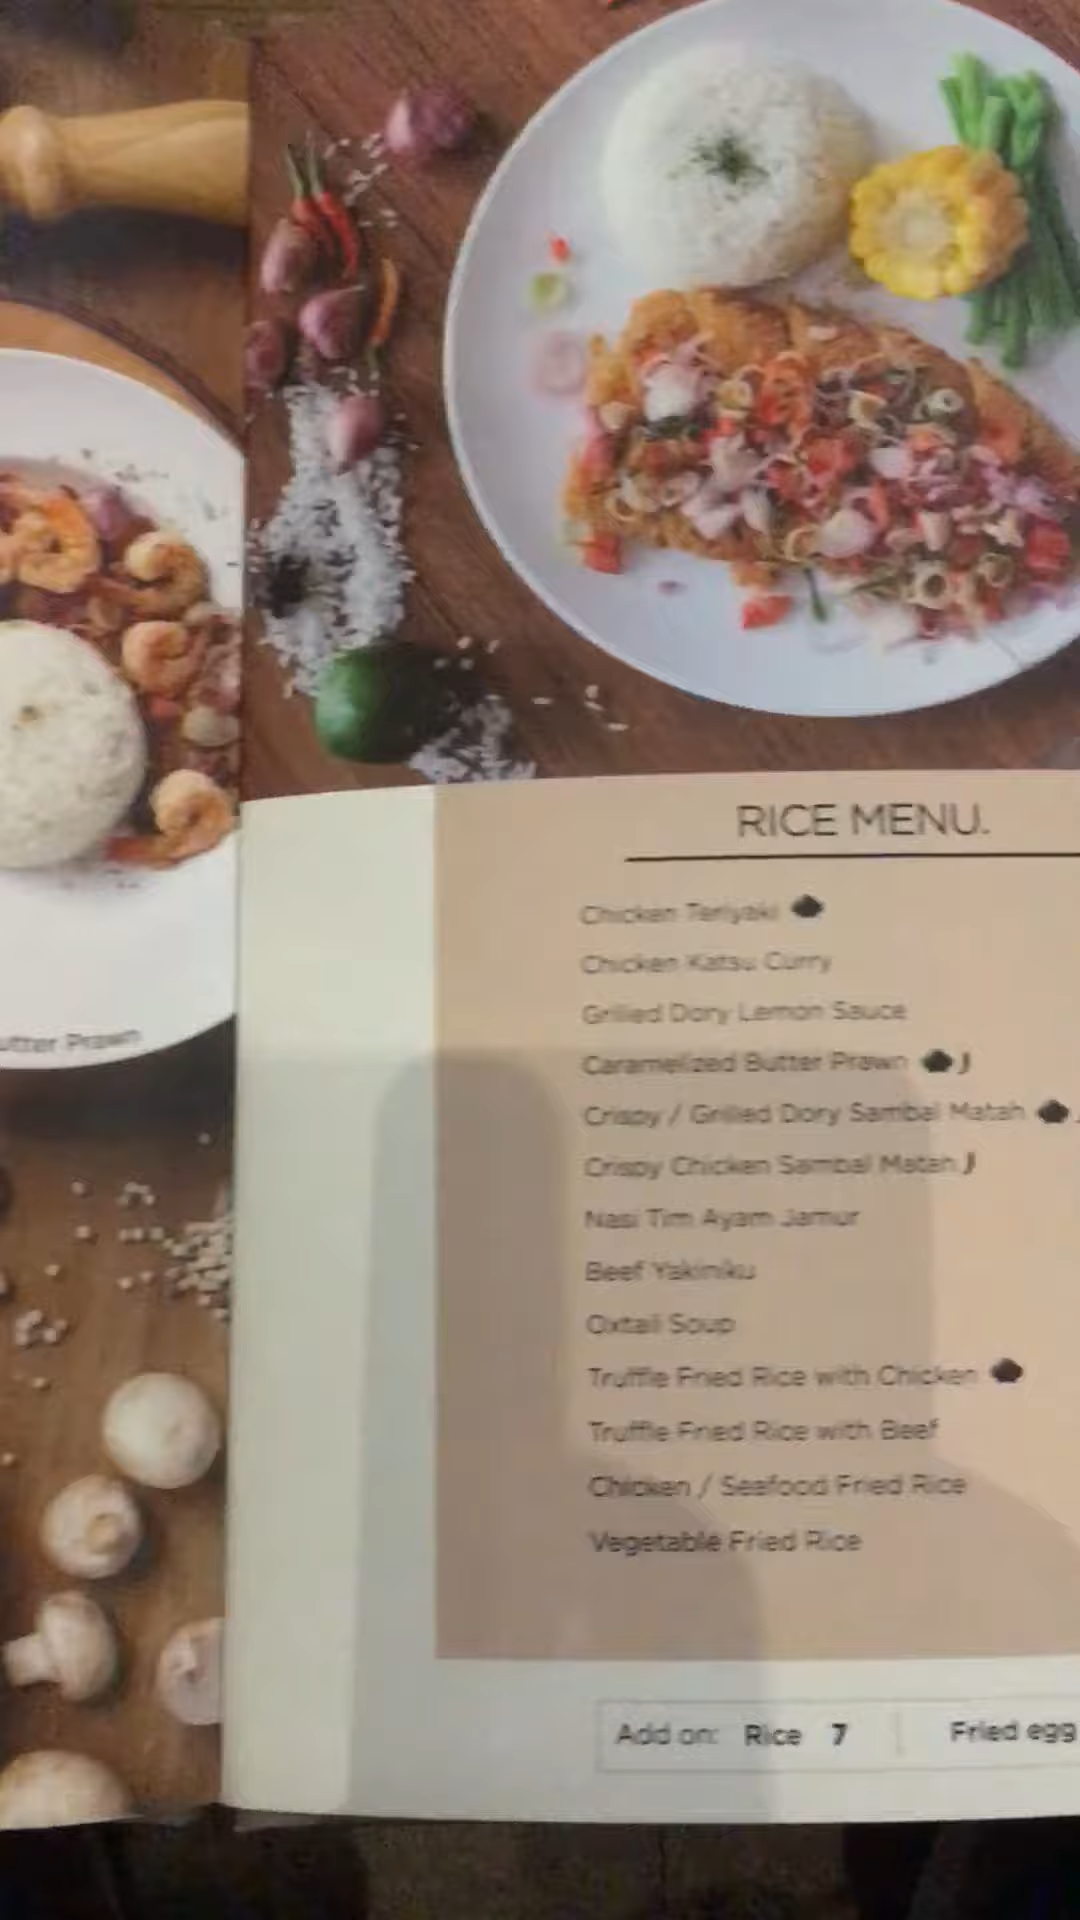 utter Prawn
RICE MENU.
Chicken Teriyaki
Chicken Katsu Curry
Grilled Dory Lemon Sauce
Caramelized Butter Prawn
Crispy / Grilled Dory Sambal Matah
Crispy Chicken Sambal Matah
Nasi Tim Ayam Jamur
Beef Yakiniku
Oxtail Soup
Truffle Fried Rice with Chicken
Truffle Fried Rice with Beef
Chicken / Seafood Fried Rice
Vegetable Fried Rice
Add on: Rice 7 Fried egg